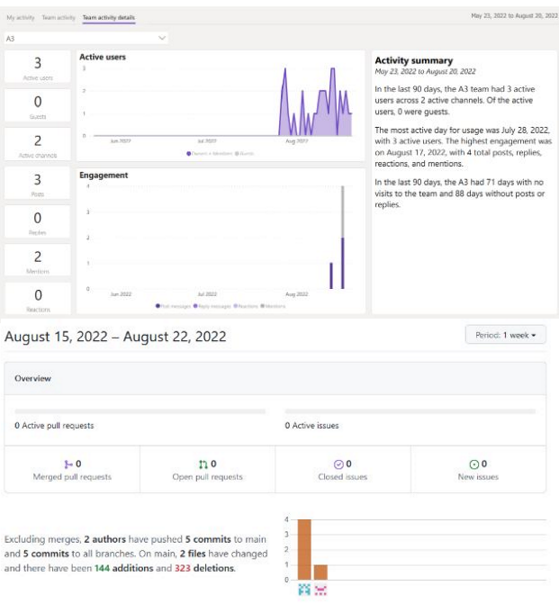 My activity Team activity Team activity details
May 23, 2022 to August 20, 2022
A3
3
Active users
0
Guests
2
Active channels
3
Posts
0
Replies
2
Mentions
0
Reactions
Active users
3
2
1
0
Jun 2022 Jul 2022 Aug 2022
Guests
Engagement
4
3
2
1
0
Jun 2022 Jul 2022 Aug 2022
Post messages Reply messages Reactions Mentions
Activity summary
May 23, 2022 to August 20, 2022
In the last 90 days, the A3 team had 3 active
users across 2 active channels. Of the active
users, 0 were guests.
The most active day for usage was July 28, 2022,
with 3 active users. The highest engagement was
on August 17, 2022, with 4 total posts, replies,
reactions, and mentions.
In the last 90 days, the A3 had 71 days with no
visits to the team and 88 days without posts or
replies.
August 15, 2022 – August 22, 2022
Period: 1 week
Overview
0 Active pull requests
0 Active issues
0
Merged pull requests
0
Open pull requests
0
Closed issues
0
New issues
Excluding merges, 2 authors have pushed 5 commits to main
and 5 commits to all branches. On main, 2 files have changed
and there have been 144 additions and 323 deletions.
4
3
2
1
0